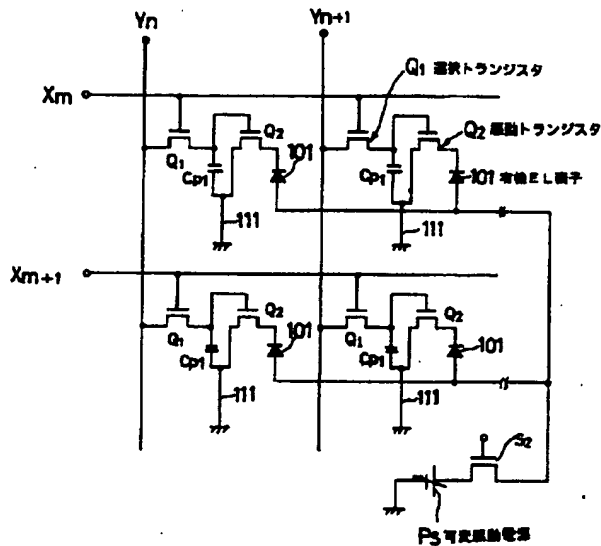 Yn Yn+1
Q1 選択トランジスタ
Xm
Q2 Q2 駆動トランジスタ
Q1 101 101 有機EL素子
Cp1 Cp1
111 111
Xm+1
Q2 Q2
Q1 101 Q1 101
Cp1 Cp1
111 111
S2
Ps 可変駆動電源